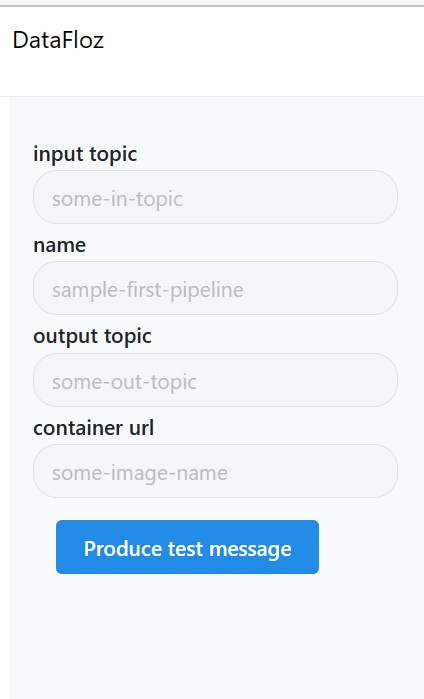 DataFloz
input topic
some-in-topic
name
sample-first-pipeline
output topic
some-out-topic
container url
some-image-name
Produce test message